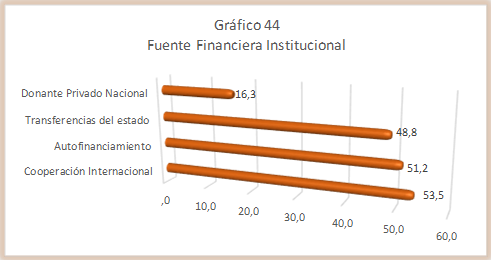 Gráfico 44
Fuente Financiera Institucional
Donante Privado Nacional
16,3
Transferencias del estado
48,8
Autofinanciamiento
51,2
Cooperación Internacional
53,5
,0
10,0
20,0
30,0
40,0
50,0
60,0